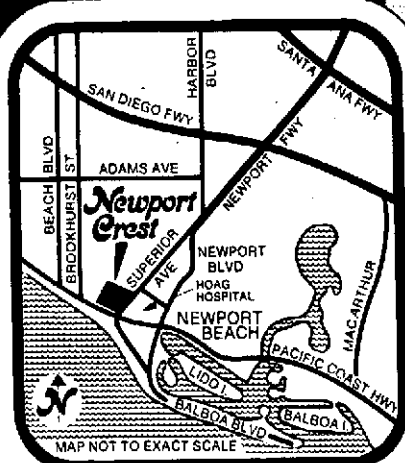 HARBOR
BLVD
SANTA
ANA FWY
SAN DIEGO FWY
BEACH BLVD
BROOKHURST ST
NEWPORT FWY
ADAMS AVE
Newport
Crest
SUPERIOR
AVE
NEWPORT
BLVD
HOAG
HOSPITAL
MAC ARTHUR
NEWPORT
BEACH
PACIFIC COAST HWY
LIDO I.
BALBOA I.
BALBOA BLVD
N
MAP NOT TO EXACT SCALE